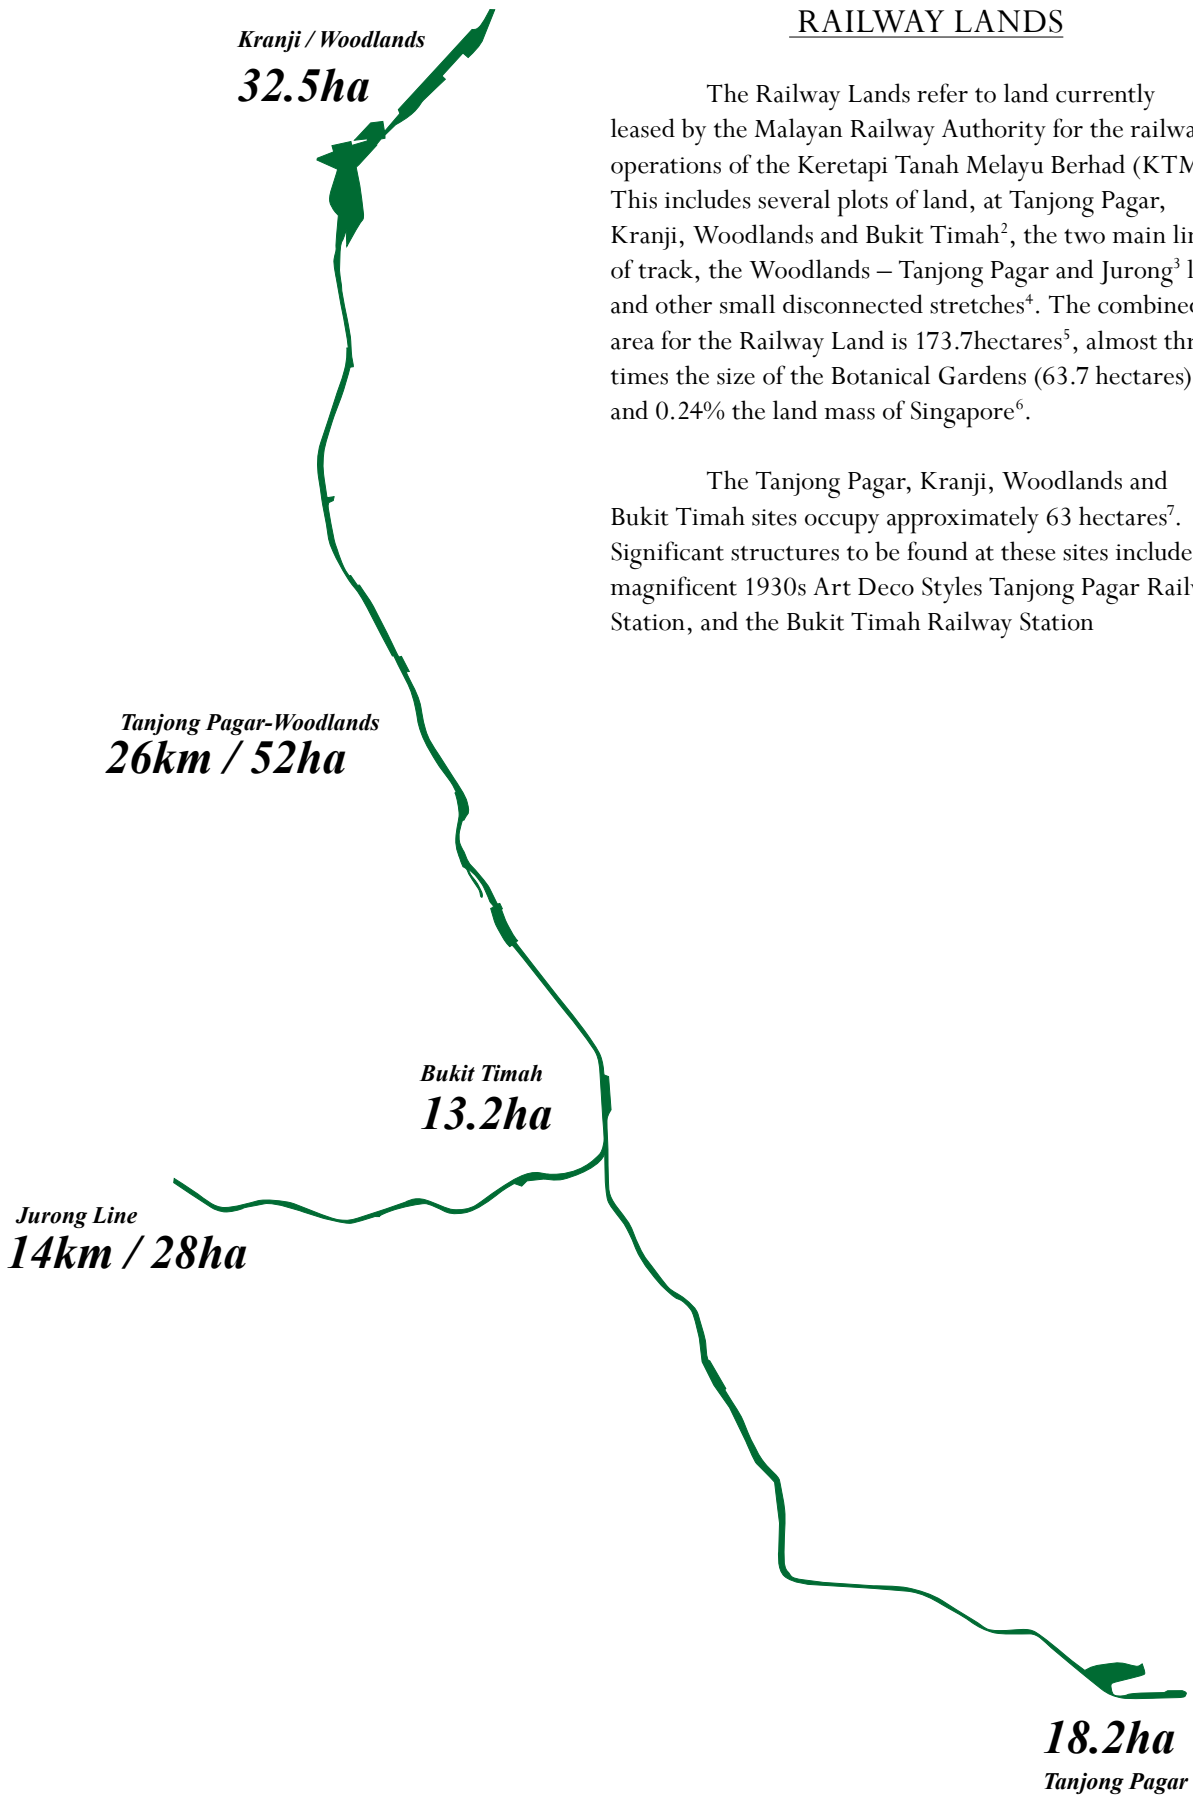 RAILWAY LANDS
The Railway Lands refer to land currently
leased by the Malayan Railway Authority for the
operations of the Keretapi Tanah Melayu Berhad
This includes several plots of land, at Tanjong Pagar,
Kranji, Woodlands and Bukit Timah², the two main
of track, the Woodlands – Tanjong Pagar and Jurong³
and other small disconnected stretches⁴. The
area for the Railway Land is 173.7hectares⁵, almost
times the size of the Botanical Gardens (63.7 hectares)
and 0.24% the land mass of Singapore⁶.
The Tanjong Pagar, Kranji, Woodlands and
Bukit Timah sites occupy approximately 63 hectares⁷.
Significant structures to be found at these sites include
magnificent 1930s Art Deco Styles Tanjong Pagar
Station, and the Bukit Timah Railway Station
Kranji / Woodlands
32.5ha
Tanjong Pagar-Woodlands
26km / 52ha
Bukit Timah
13.2ha
Jurong Line
14km / 28ha
18.2ha
Tanjong Pagar